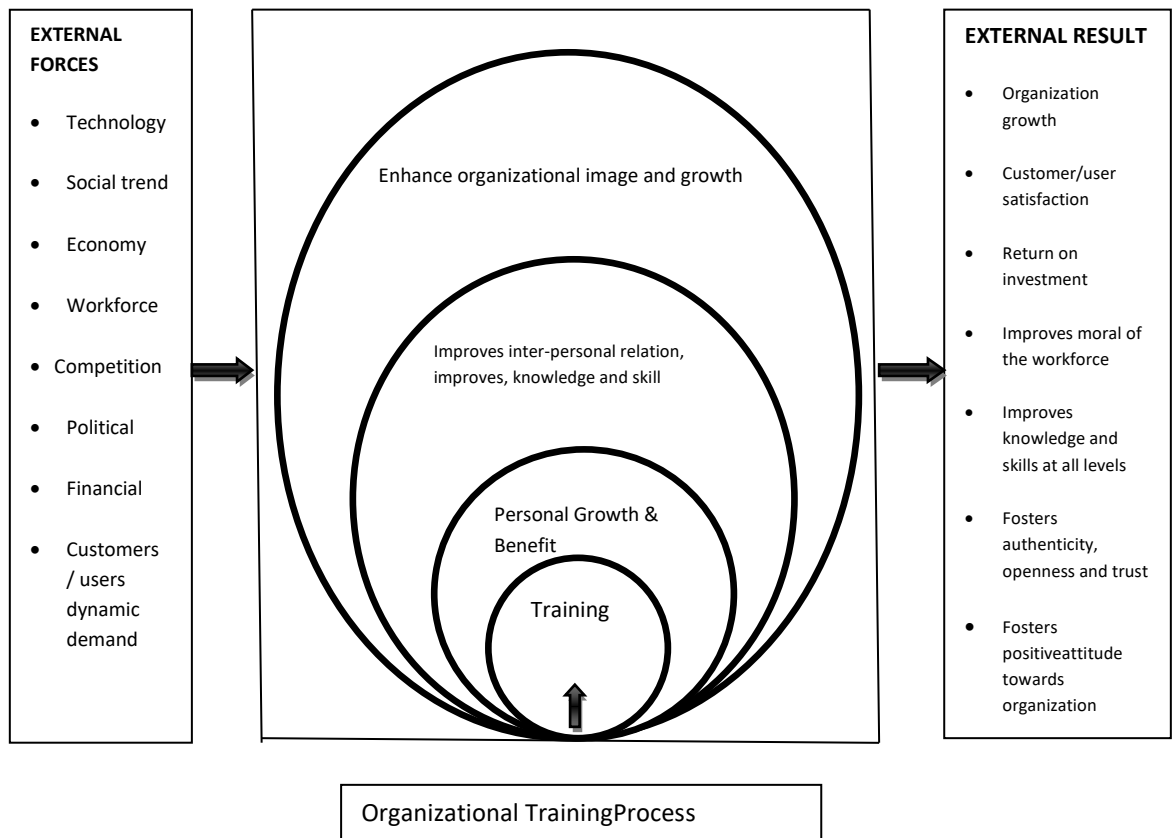 EXTERNAL
FORCES
• Technology
• Social trend
• Economy
• Workforce
• Competition
• Political
• Financial
• Customers
/ users
dynamic
demand
Enhance organizational image and growth
Improves inter-personal relation,
improves, knowledge and skill
Personal Growth &
Benefit
Training
EXTERNAL RESULT
• Organization
growth
• Customer/user
satisfaction
• Return on
investment
• Improves moral of
the workforce
• Improves
knowledge and
skills at all levels
• Fosters
authenticity,
openness and trust
• Fosters
positiveattitude
towards
organization
Organizational TrainingProcess